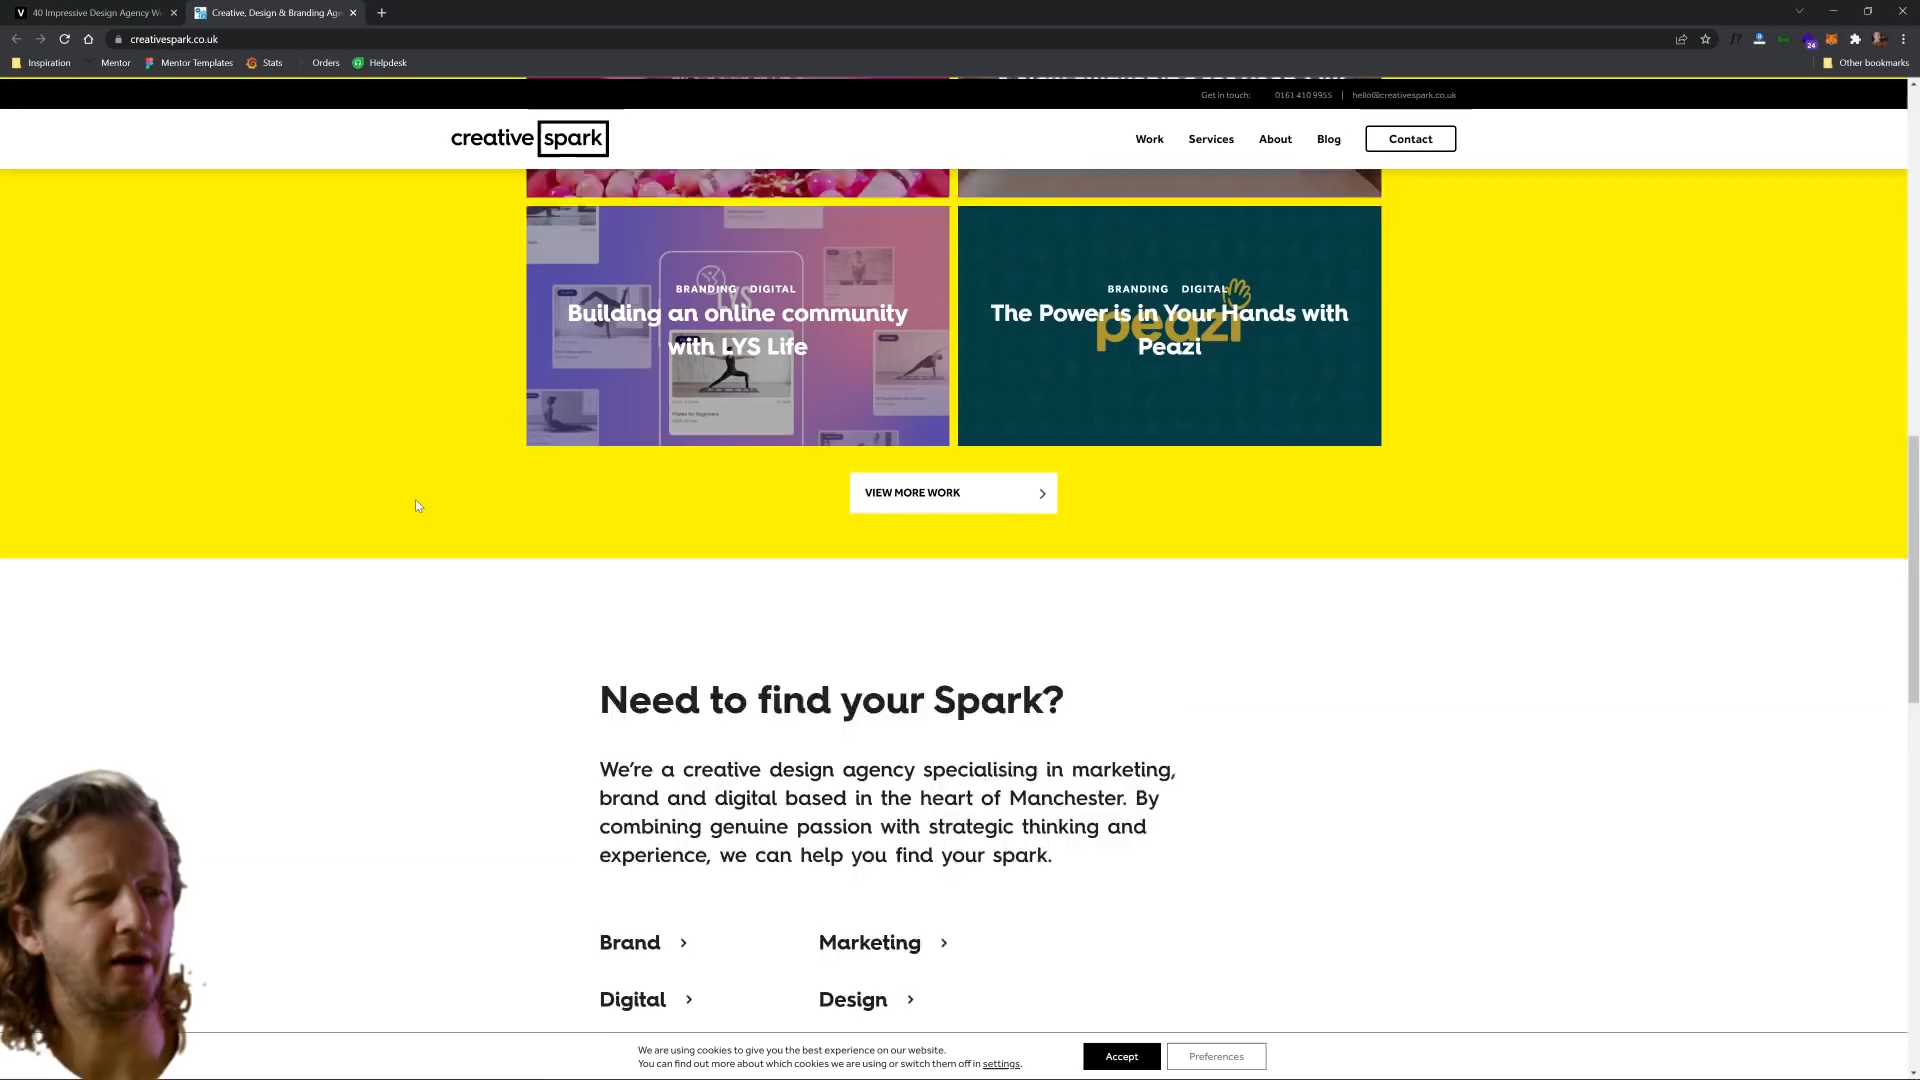 40 Impressive Design Agency We
Creative, Design & Branding Age
creativespark.co.uk
24
Inspiration
Mentor
Mentor Templates
Stats
Orders
Helpdesk
Other bookmarks
Get in touch: 0161 410 9955 | hello@creativespark.co.uk
creative spark
Work
Services
About
Blog
Contact
BRANDING DIGITAL
Building an online community
with LYS Life
LYS
Pilates for Beginners
BRANDING DIGITAL
The Power is in Your Hands with
Peazi
peazi
VIEW MORE WORK
Need to find your Spark?
We're a creative design agency specialising in marketing,
brand and digital based in the heart of Manchester. By
combining genuine passion with strategic thinking and
experience, we can help you find your spark.
Brand
Marketing
Digital
Design
We are using cookies to give you the best experience on our website.
You can find out more about which cookies we are using or switch them off in settings.
Accept
Preferences